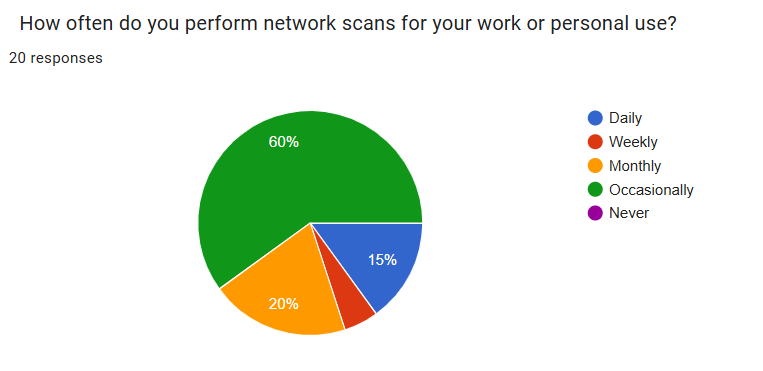 How often do you perform network scans for your work or personal use?
20 responses
60%
15%
20%
Daily
Weekly
Monthly
Occasionally
Never